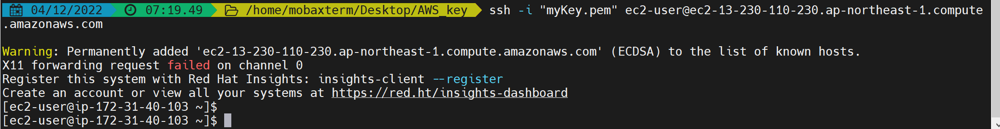 04/12/2022 07:19.49 /home/mobaxterm/Desktop/AWS_key ssh -i "myKey.pem" ec2-user@ec2-13-230-110-230.ap-northeast-1.compute
.amazonaws.com
Warning: Permanently added 'ec2-13-230-110-230.ap-northeast-1.compute.amazonaws.com' (ECDSA) to the list of known hosts.
X11 forwarding request failed on channel 0
Register this system with Red Hat Insights: insights-client --register
Create an account or view all your systems at https://red.ht/insights-dashboard
[ec2-user@ip-172-31-40-103 ~]$
[ec2-user@ip-172-31-40-103 ~]$